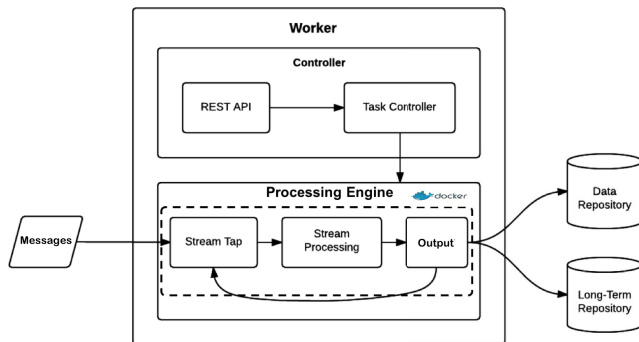 Worker
Controller
REST API
Task Controller
Processing Engine
docker
Messages
Stream Tap
Stream
Processing
Output
Data
Repository
Long-Term
Repository